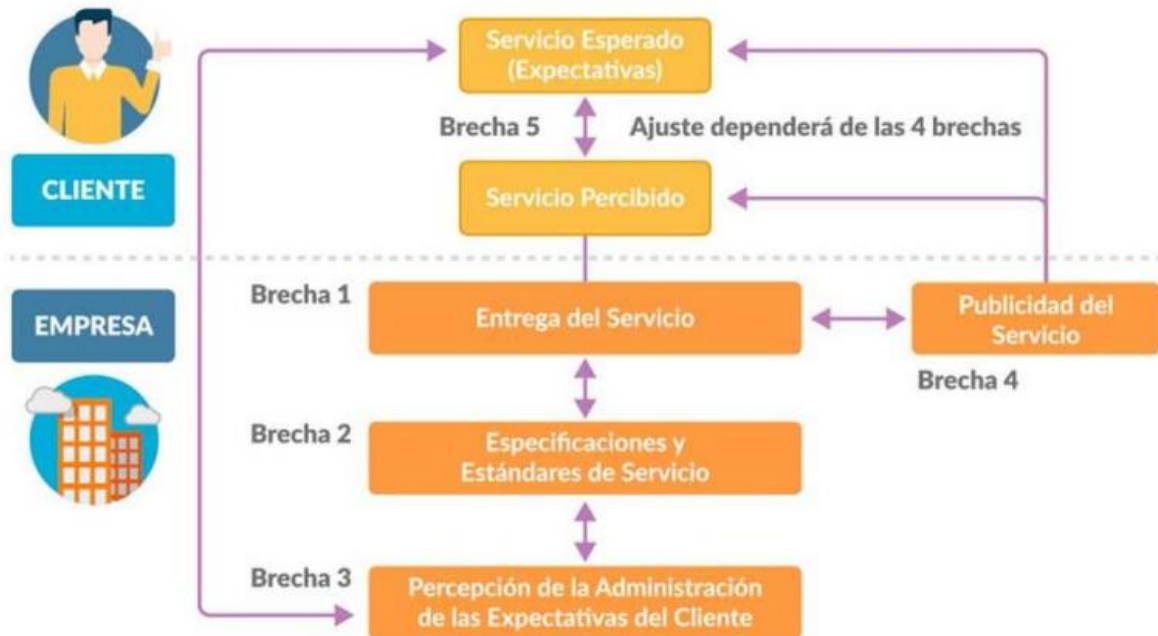 Servicio Esperado
(Expectativas)
Brecha 5
Ajuste dependerá de las 4 brechas
CLIENTE
Servicio Percibido
Brecha 1
EMPRESA
Entrega del Servicio
Publicidad del
Servicio
Brecha 4
Brecha 2
Especificaciones y
Estándares de Servicio
Brecha 3
Percepción de la Administración
de las Expectativas del Cliente